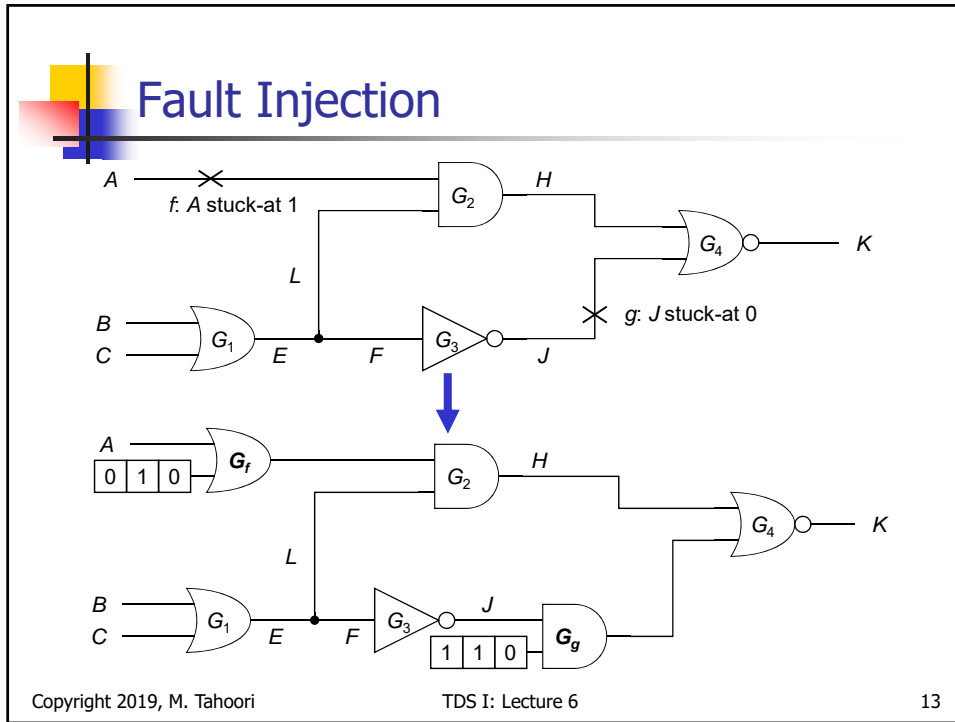 Fault Injection
A
f: A stuck-at 1
G2
H
G4
K
L
B
C
G1
E
F
G3
J
g: J stuck-at 0
A
0 1 0
Gf
G2
H
G4
K
L
B
C
G1
E
F
G3
J
1 1 0
Gg
Copyright 2019, M. Tahoori TDS I: Lecture 6 13